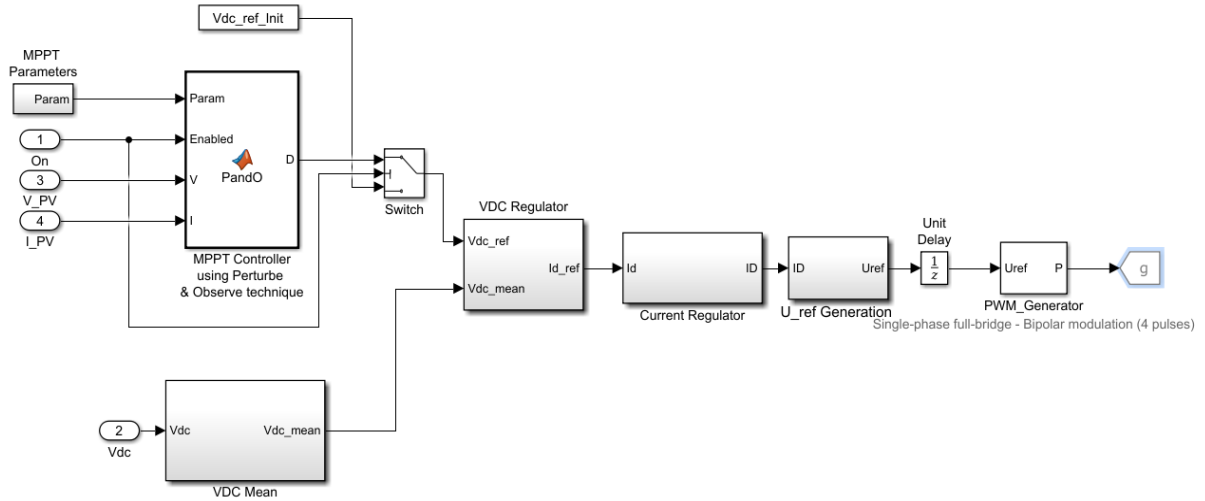 Vdc_ref_Init
MPPT
Parameters
Param
Param
1
Enabled
On
3
V
V_PV
4
I
I_PV
PandO
D
MPPT Controller
using Perturbe
& Observe technique
Switch
VDC Regulator
Vdc_ref
Vdc_mean
Id_ref
Id
ID
Current Regulator
ID
Uref
U_ref Generation
Unit
Delay
1
z
Uref
P
PWM_Generator
Single-phase full-bridge - Bipolar modulation (4 pulses)
g
2
Vdc
Vdc
Vdc_mean
VDC Mean